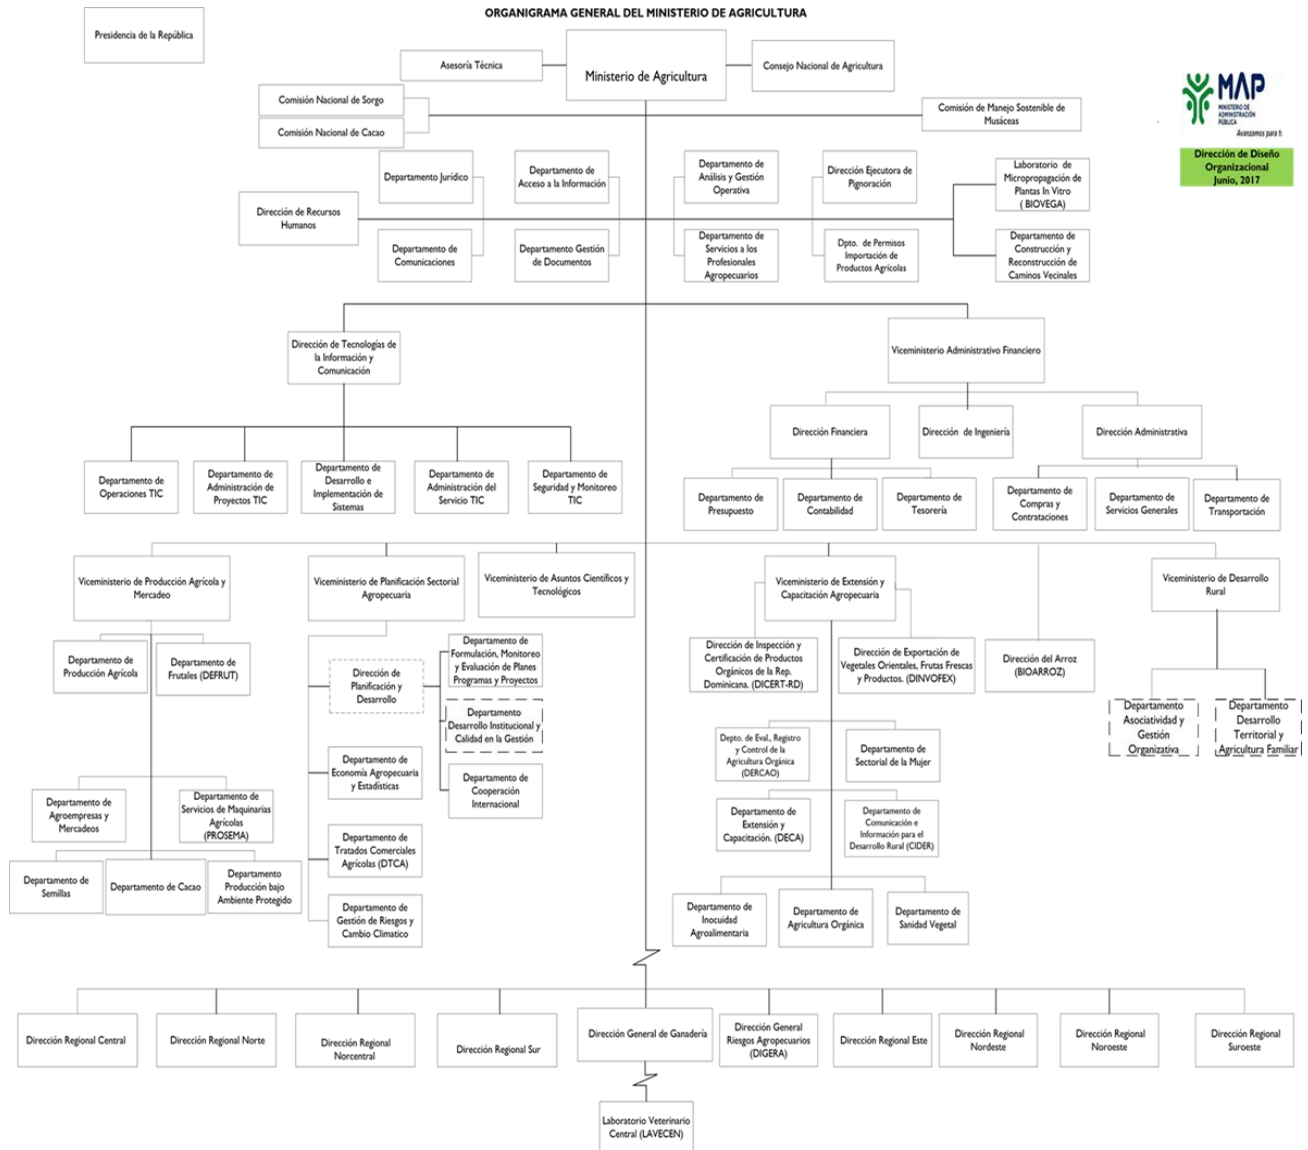 ORGANIGRAMA GENERAL DEL MINISTERIO DE AGRICULTURA
Presidencia de la República
Asesoría Técnica
Ministerio de Agricultura
Consejo Nacional de Agricultura
Comisión Nacional de Sorgo
Comisión Nacional de Cacao
Comisión de Manejo Sostenible de
Musáceas
MAP
MINISTERIO DE
ADMINISTRACIÓN
PÚBLICA
Avanzamos para ti
Dirección de Diseño
Organizacional
Junio, 2017
Departamento Jurídico
Departamento de
Acceso a la Información
Departamento de
Análisis y Gestión
Operativa
Dirección Ejecutora de
Pignoración
Laboratorio de
Micropropagación de
Plantas In Vitro
( BIOVEGA)
Dirección de Recursos
Humanos
Departamento de
Comunicaciones
Departamento Gestión
de Documentos
Departamento de
Servicios a los
Profesionales
Agropecuarios
Dpto. de Permisos
Importación de
Productos Agrícolas
Departamento de
Construcción y
Reconstrucción de
Caminos Vecinales
Dirección de Tecnologías de
la Información y
Comunicación
Viceministerio Administrativo Financiero
Dirección Financiera
Dirección de Ingeniería
Dirección Administrativa
Departamento de
Operaciones TIC
Departamento de
Administración de
Proyectos TIC
Departamento de
Desarrollo e
Implementación de
Sistemas
Departamento de
Administración del
Servicio TIC
Departamento de
Seguridad y Monitoreo
TIC
Departamento de
Presupuesto
Departamento de
Contabilidad
Departamento de
Tesorería
Departamento de
Compras y
Contrataciones
Departamento de
Servicios Generales
Departamento de
Transportación
Viceministerio de Producción Agrícola y
Mercadeo
Viceministerio de Planificación Sectorial
Agropecuaria
Viceministerio de Asuntos Científicos y
Tecnológicos
Viceministerio de Extensión y
Capacitación Agropecuaria
Viceministerio de Desarrollo
Rural
Departamento de
Producción Agrícola
Departamento de
Frutales (DEFRUT)
Dirección de
Planificación y
Desarrollo
Departamento de
Formulación, Monitoreo
y Evaluación de Planes
Programas y Proyectos
Departamento
Desarrollo Institucional y
Calidad en la Gestión
Departamento de
Cooperación
Internacional
Dirección de Inspección y
Certificación de Productos
Orgánicos de la Rep.
Dominicana. (DICERT-RD)
Dirección de Exportación de
Vegetales Orientales, Frutas Frescas
y Productos. (DINVOFEX)
Dirección del Arroz
(BIOARROZ)
Departamento
Asociatividad y
Gestión
Organizativa
Departamento
Desarrollo
Territorial y
Agricultura Familiar
Departamento de
Economía Agropecuaria
y Estadísticas
Depto. de Eval., Registro
y Control de la
Agricultura Orgánica
(DERCAO)
Departamento de
Sectorial de la Mujer
Departamento de
Agroempresas y
Mercadeos
Departamento de
Servicios de Maquinarias
Agrícolas
(PROSEMA)
Departamento de
Tratados Comerciales
Agrícolas (DTCA)
Departamento de
Extensión y
Capacitación. (DECA)
Departamento de
Comunicación e
Información para el
Desarrollo Rural (CIDER)
Departamento de
Semillas
Departamento de Cacao
Departamento
Producción bajo
Ambiente Protegido
Departamento de
Gestión de Riesgos y
Cambio Climatico
Departamento de
Inocuidad
Agroalimentaria
Departamento de
Agricultura Orgánica
Departamento de
Sanidad Vegetal
Dirección Regional Central
Dirección Regional Norte
Dirección Regional
Norcentral
Dirección Regional Sur
Dirección General de Ganadería
Dirección General
Riesgos Agropecuarios
(DIGERA)
Dirección Regional Este
Dirección Regional
Nordeste
Dirección Regional
Noroeste
Dirección Regional
Suroeste
Laboratorio Veterinario
Central (LAVECEN)